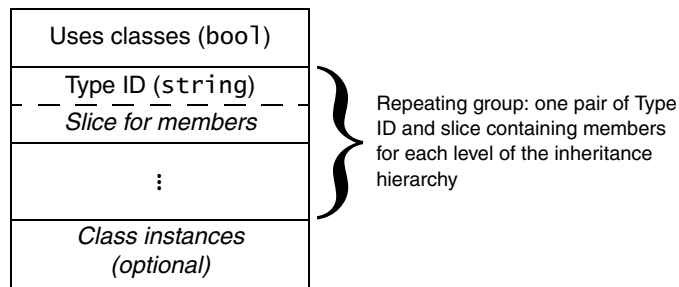 Uses classes (bool)
Type ID (string)
Slice for members
⋮
Class instances
(optional)
Repeating group: one pair of Type
ID and slice containing members
for each level of the inheritance
hierarchy